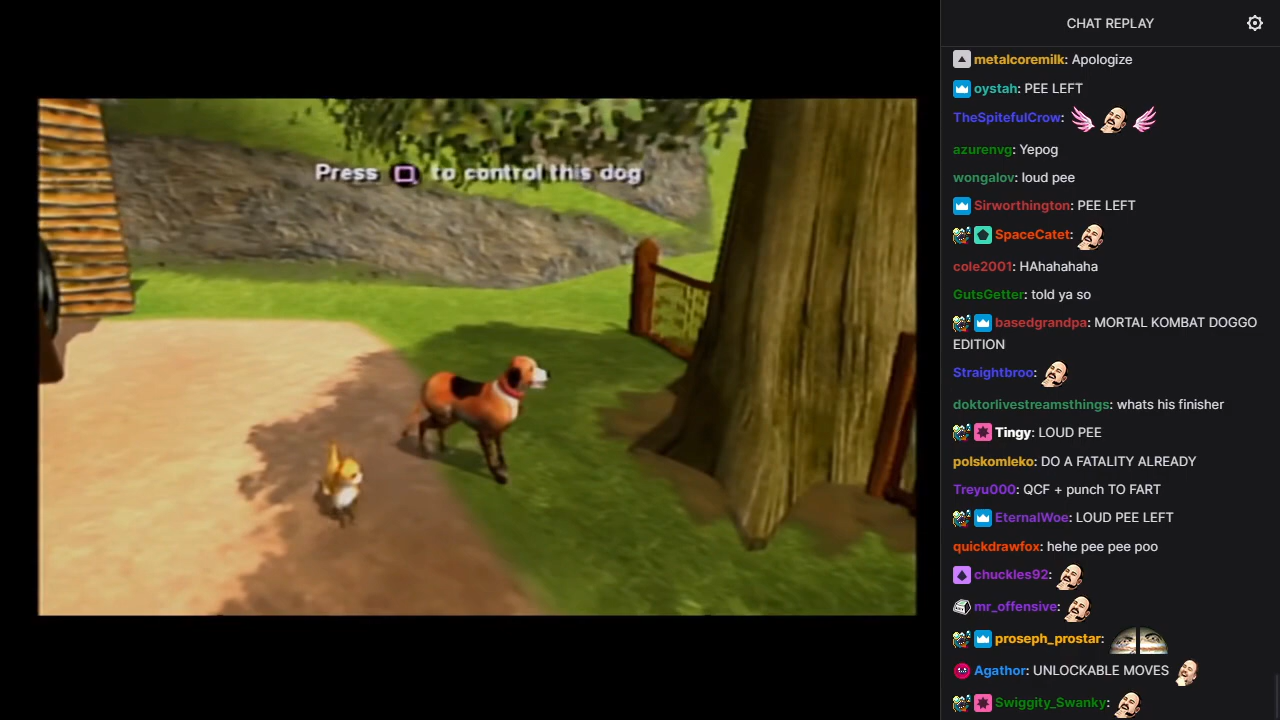 Press □ to control this dog
CHAT REPLAY
metalcoremilk: Apologize
oystah: PEE LEFT
TheSpitefulCrow:
azurenvg: Yepog
wongalov: loud pee
Sirworthington: PEE LEFT
SpaceCatet:
cole2001: HAhahahaha
GutsGetter: told ya so
basedgrandpa: MORTAL KOMBAT DOGGO
EDITION
Straightbroo:
doktorlivestreamsthings: whats his finisher
Tingy: LOUD PEE
polskomleko: DO A FATALITY ALREADY
Treyu000: QCF + punch TO FART
EternalWoe: LOUD PEE LEFT
quickdrawfox: hehe pee pee poo
chuckles92:
mr_offensive:
proseph_prostar:
Agathor: UNLOCKABLE MOVES
Swiggity_Swanky: